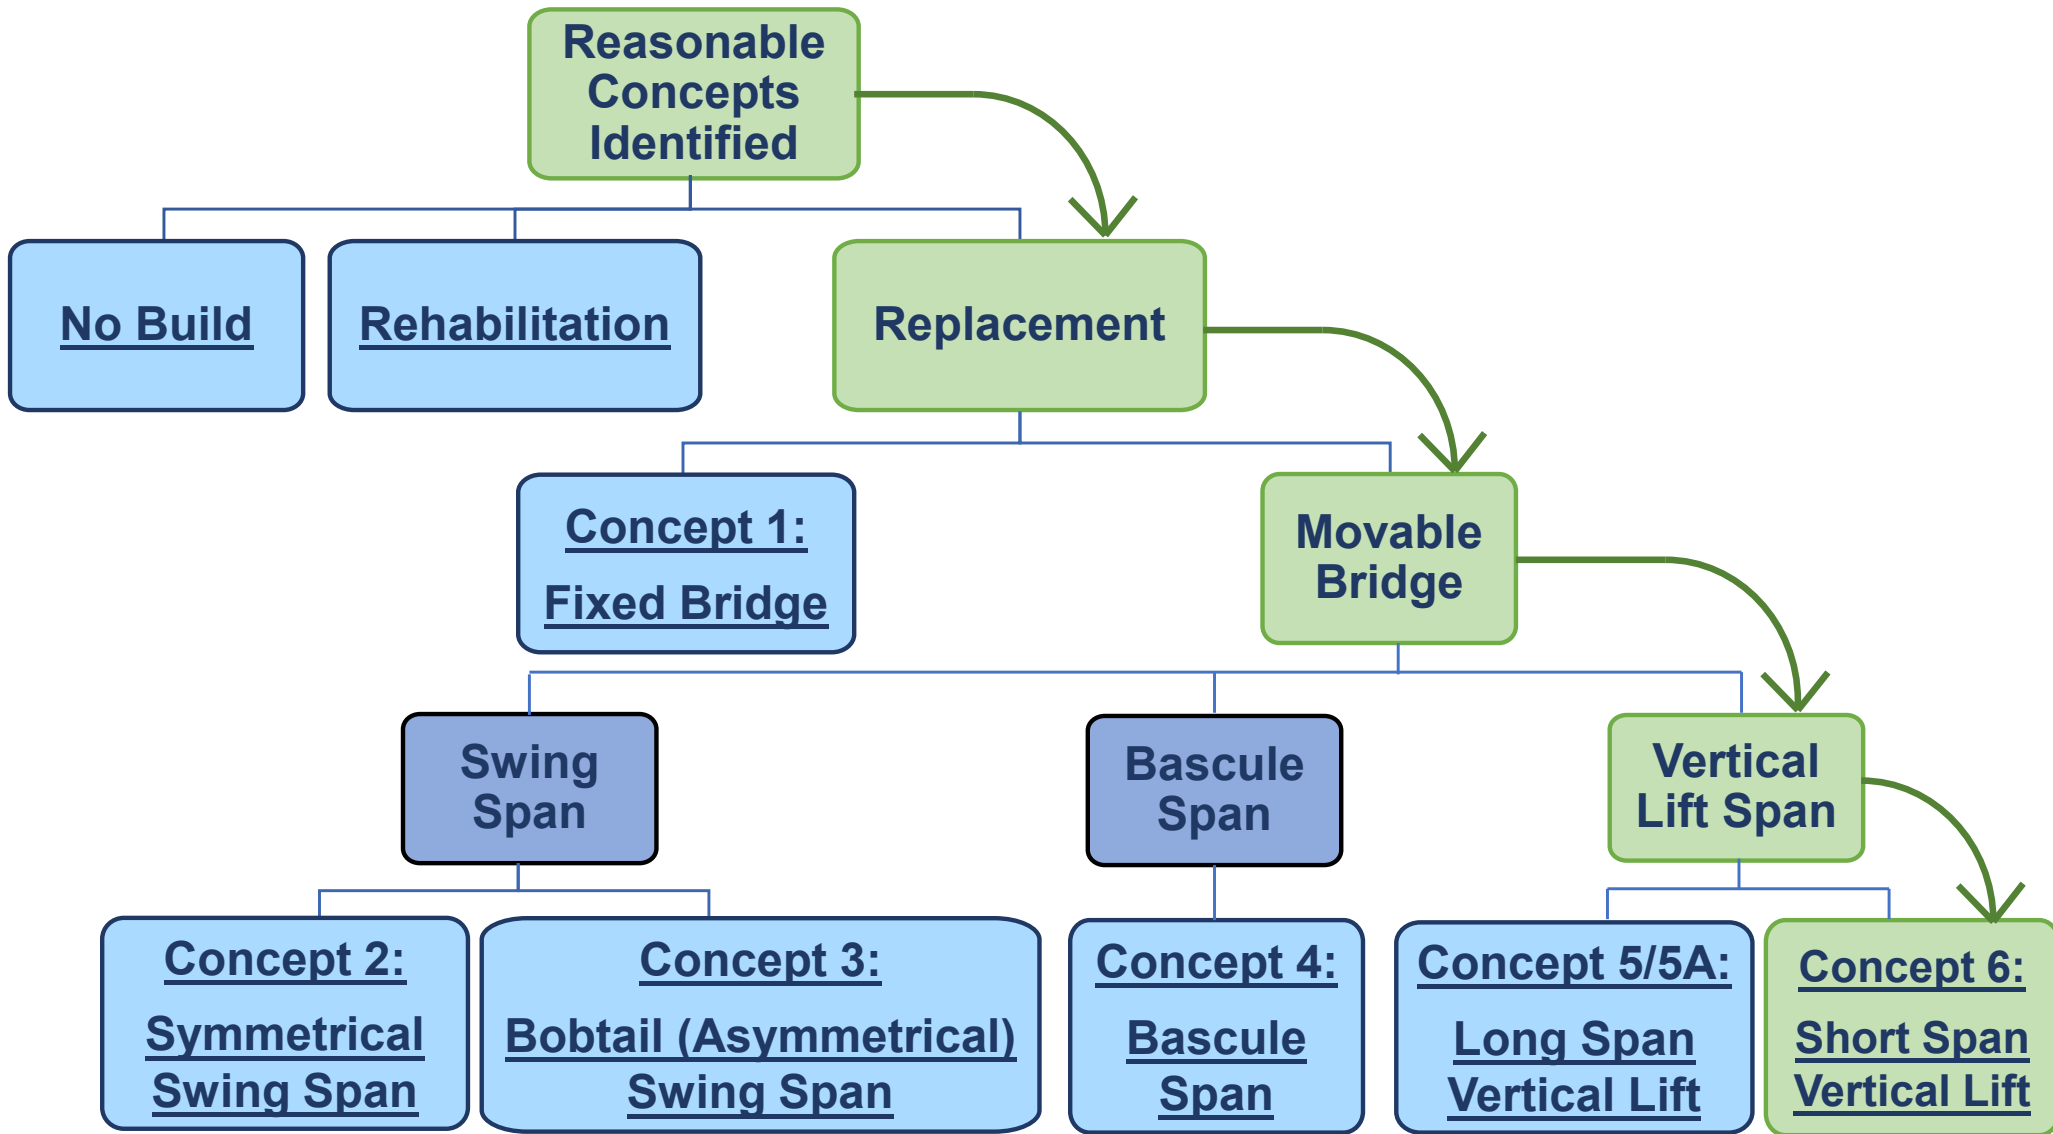 Reasonable
Concepts
Identified
No Build
Rehabilitation
Replacement
Concept 1:
Fixed Bridge
Movable
Bridge
Swing
Span
Bascule
Span
Vertical
Lift Span
Concept 2:
Symmetrical
Swing Span
Concept 3:
Bobtail (Asymmetrical)
Swing Span
Concept 4:
Bascule
Span
Concept 5/5A:
Long Span
Vertical Lift
Concept 6:
Short Span
Vertical Lift